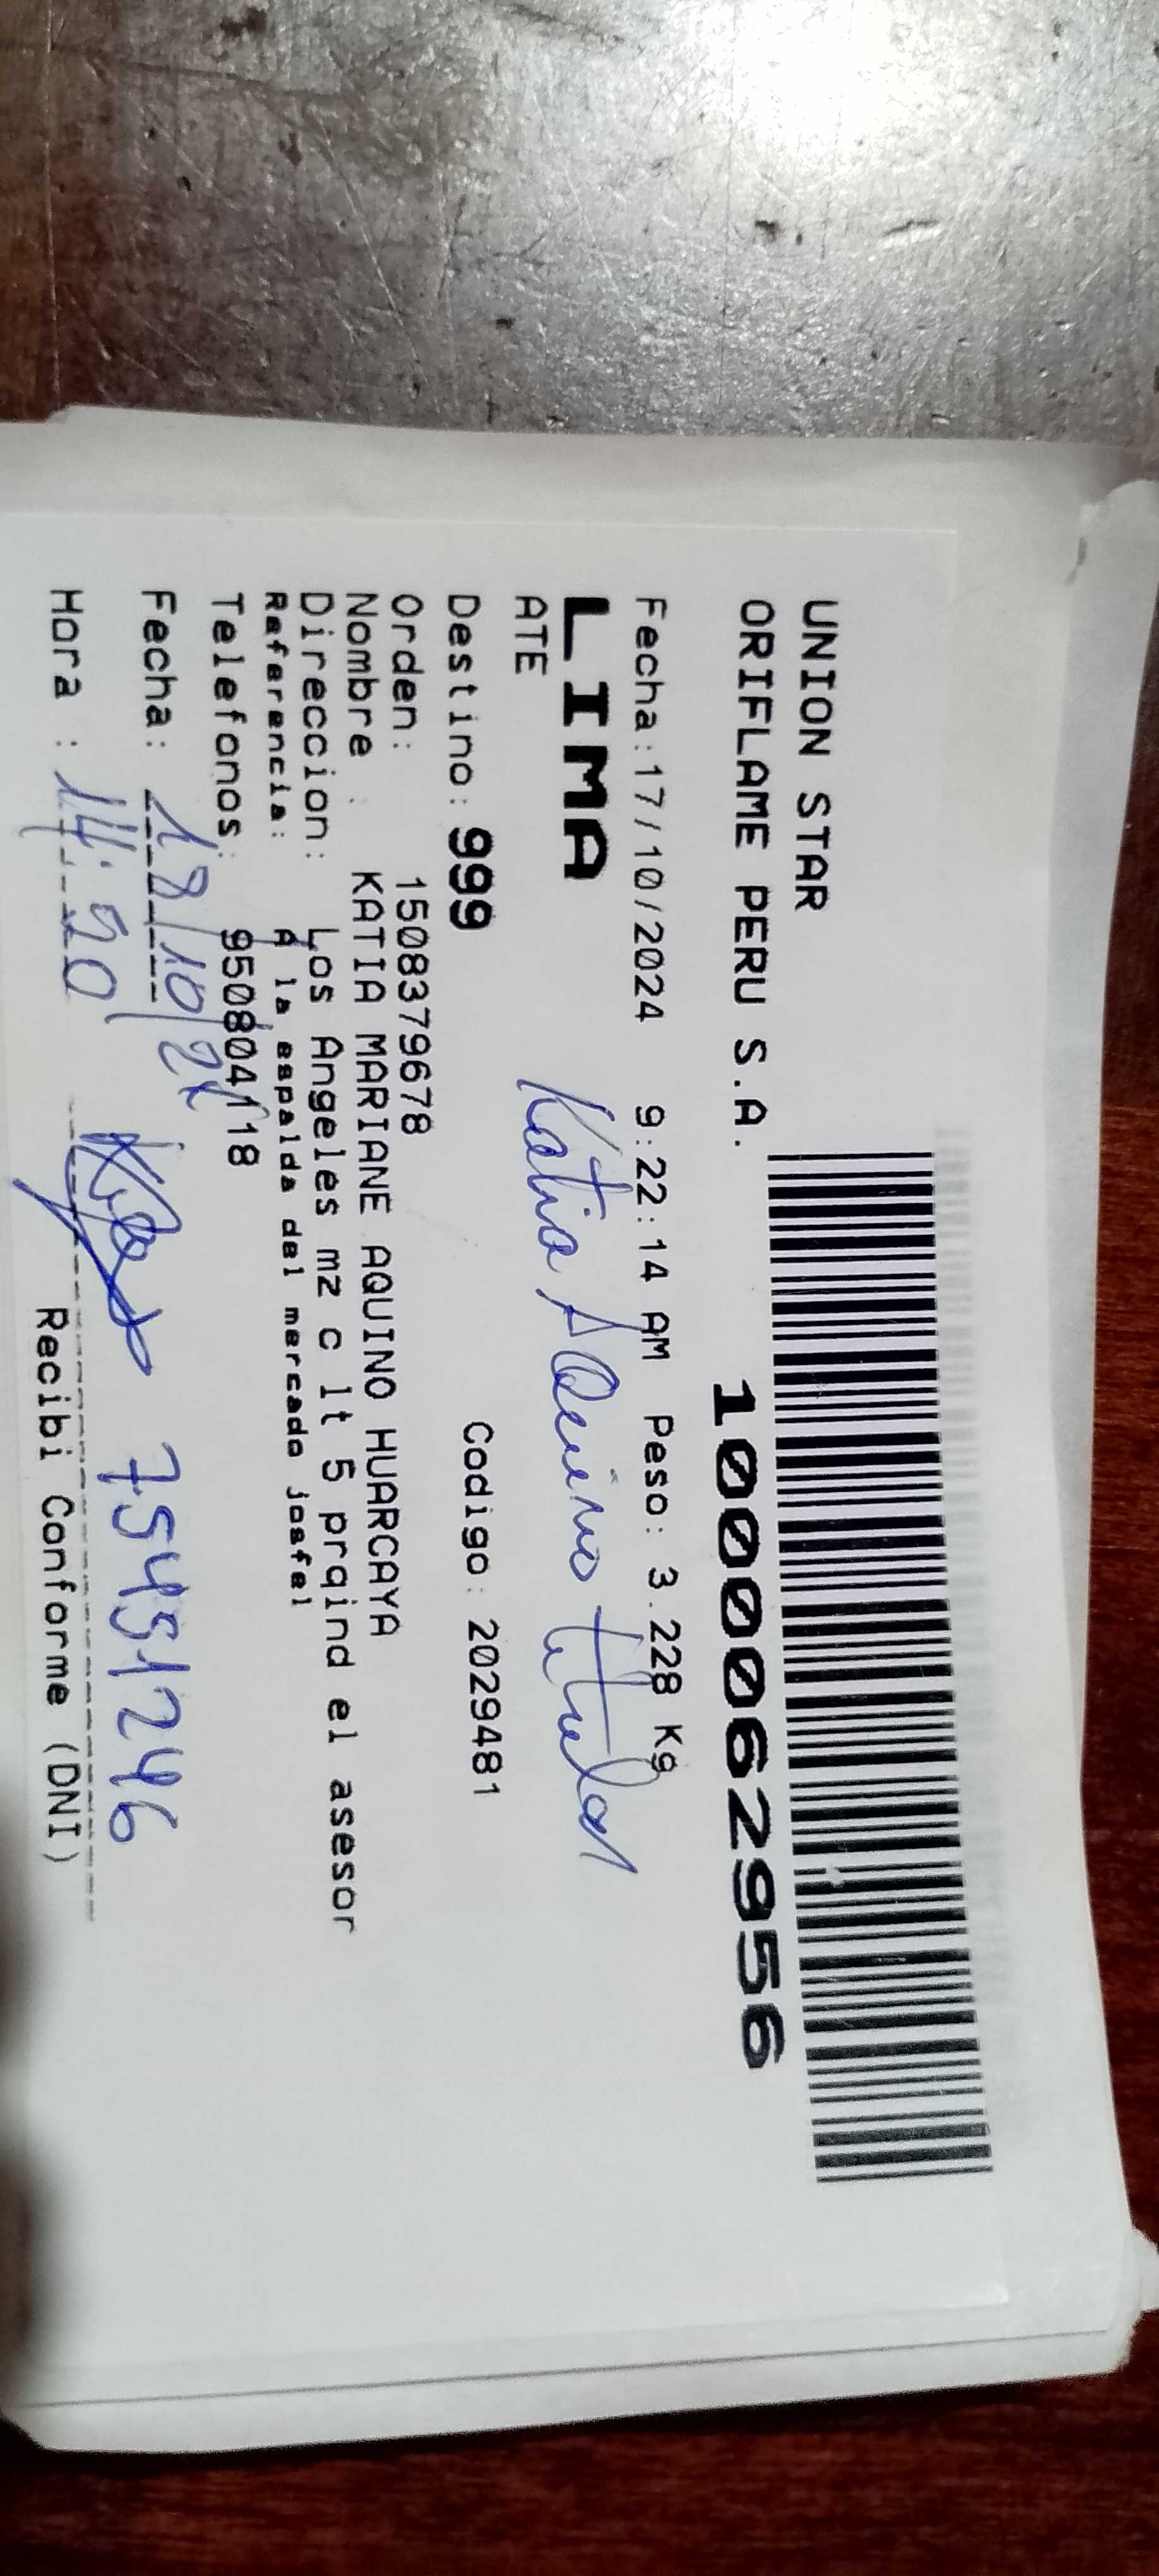 UNION STAR
ORIFLAME PERU S.A.
1000062956
Fecha:17/10/2024 9:22:14 AM Peso: 3.228 Kg
LIMA
ATE
Katia Aquino titular
Destino: 999 Codigo: 2029481
Orden: 1508379678
Nombre : KATIA MARIANE AQUINO HUARCAYA
Direccion: Los Angeles mz c lt 5 prqind el asesor
Referencia: A la espalda del mercado josfel
Telefonos: 950804118
Fecha: 18/10/24
Hora : 14:20
75451246
Recibi Conforme (DNI)